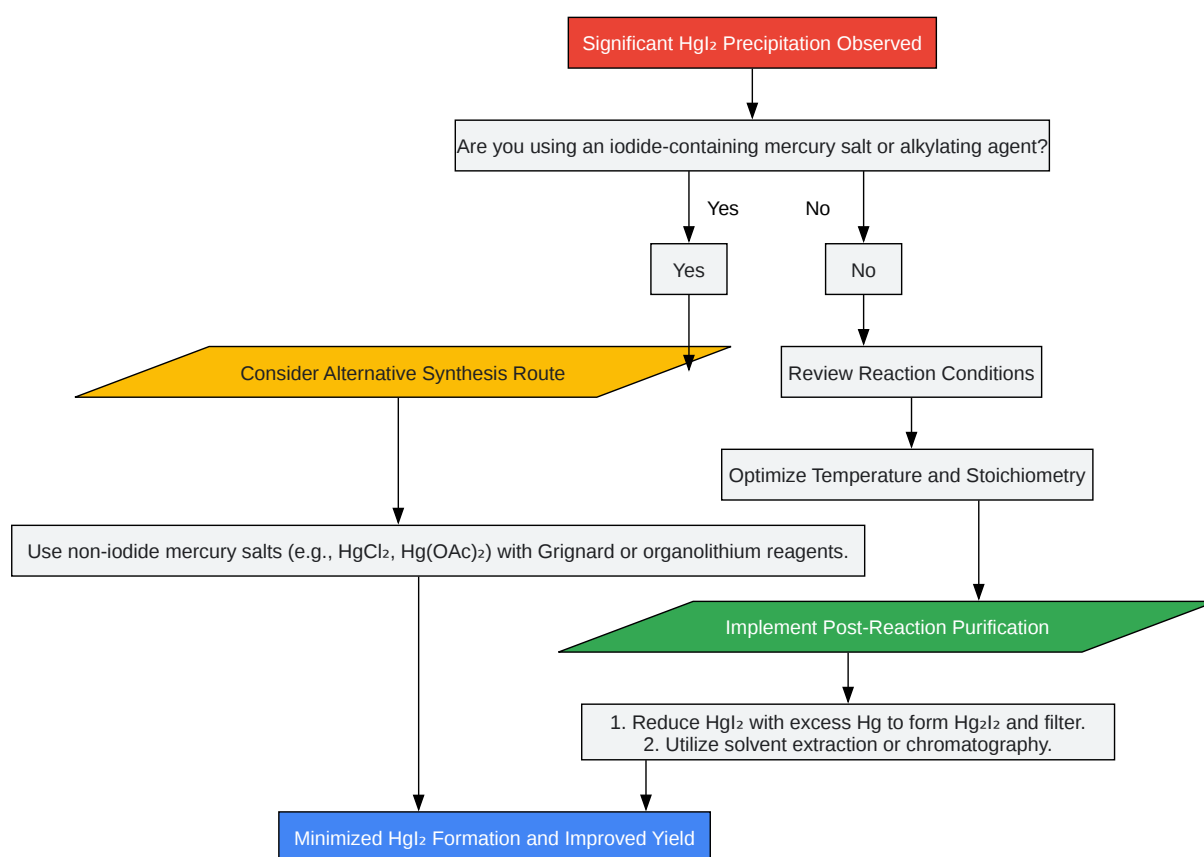 Significant HgI₂ Precipitation Observed
Are you using an iodide-containing mercury salt or alkylating agent?
Yes
No
Yes
No
Consider Alternative Synthesis Route
Review Reaction Conditions
Optimize Temperature and Stoichiometry
Use non-iodide mercury salts (e.g., HgCl₂, Hg(OAc)₂) with Grignard or organolithium reagents.
Implement Post-Reaction Purification
1. Reduce HgI₂ with excess Hg to form Hg₂I₂ and filter.
2. Utilize solvent extraction or chromatography.
Minimized HgI₂ Formation and Improved Yield